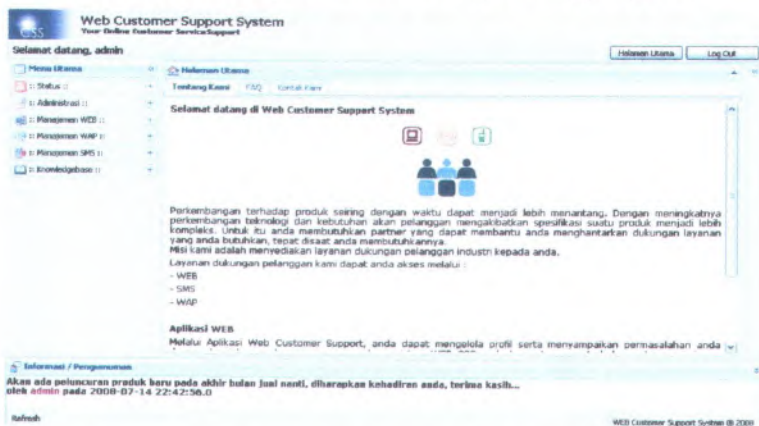 CSS
Web Customer Support System
Your Online Customer ServiceSupport
Selamat datang, admin
Halaman Utama
Log Out
Menu Utama
:: Status ::
:: Administrasi ::
:: Manajemen WEB ::
:: Manajemen WAP ::
:: Manajemen SMS ::
:: Knowledgebase ::
Halaman Utama
Tentang Kami
FAQ
Kontak Kami
Selamat datang di Web Customer Support System
Perkembangan terhadap produk seiring dengan waktu dapat menjadi lebih menantang. Dengan meningkatnya
perkembangan teknologi dan kebutuhan akan pelanggan mengakibatkan spesifikasi suatu produk menjadi lebih
kompleks. Untuk itu anda membutuhkan partner yang dapat membantu anda menghantarkan dukungan layanan
yang anda butuhkan, tepat disaat anda membutuhkannya.
Misi kami adalah menyediakan layanan dukungan pelanggan industri kepada anda.
Layanan dukungan pelanggan kami dapat anda akses melalui :
- WEB
- SMS
- WAP
Aplikasi WEB
Melalui Aplikasi Web Customer Support, anda dapat mengelola profil serta menyampaikan permasalahan anda
Informasi / Pengumuman
Akan ada peluncuran produk baru pada akhir bulan juni nanti, diharapkan kehadiran anda, terima kasih...
oleh admin pada 2008-07-14 22:42:56.0
Refresh
WEB Customer Support System @ 2008